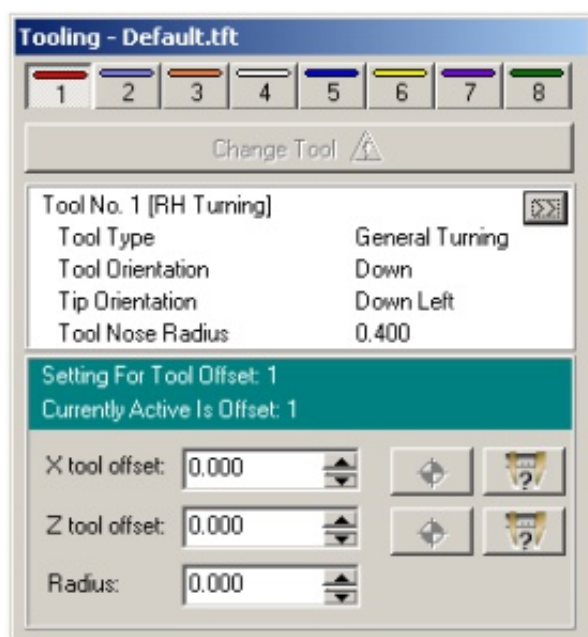 Tooling - Default.tft
1 2 3 4 5 6 7 8
Change Tool
Tool No. 1 [RH Turning]
Tool Type General Turning
Tool Orientation Down
Tip Orientation Down Left
Tool Nose Radius 0.400
Setting For Tool Offset: 1
Currently Active Is Offset: 1
X tool offset: 0.000 ?
Z tool offset: 0.000 ?
Radius: 0.000